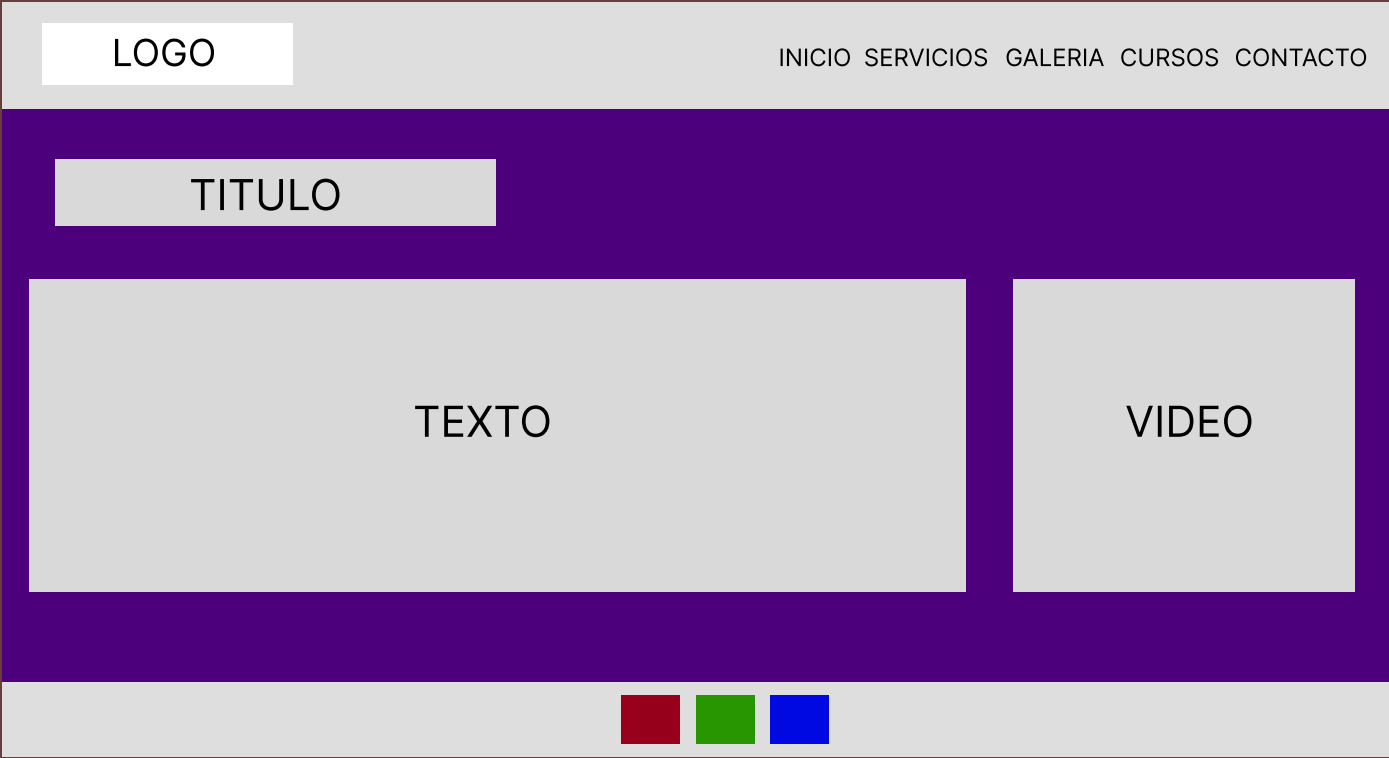 LOGO
INICIO SERVICIOS GALERIA CURSOS CONTACTO
TITULO
TEXTO
VIDEO